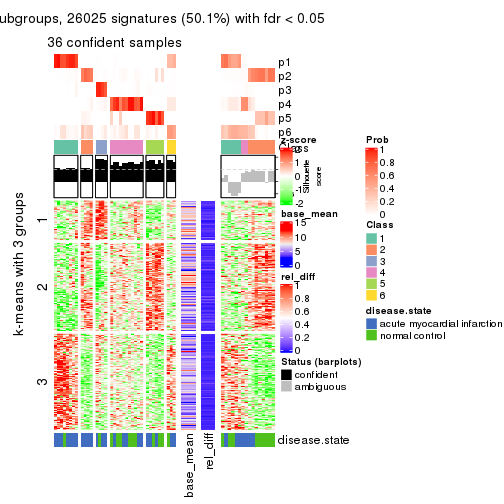 ubgroups, 26025 signatures (50.1%) with fdr < 0.05
36 confident samples
p1
p2
p3
p4
p5
p6
Class
z-score
2
1
0
-1
-2
Silhouette
score
base_mean
15
10
5
0
rel_diff
1
0.8
0.6
0.4
0.2
0
Status (barplots)
confident
ambiguous
Prob
1
0.8
0.6
0.4
0.2
0
Class
1
2
3
4
5
6
disease.state
acute myocardial infarction
normal control
k-means with 3 groups
1
2
3
base_mean
rel_diff
disease.state